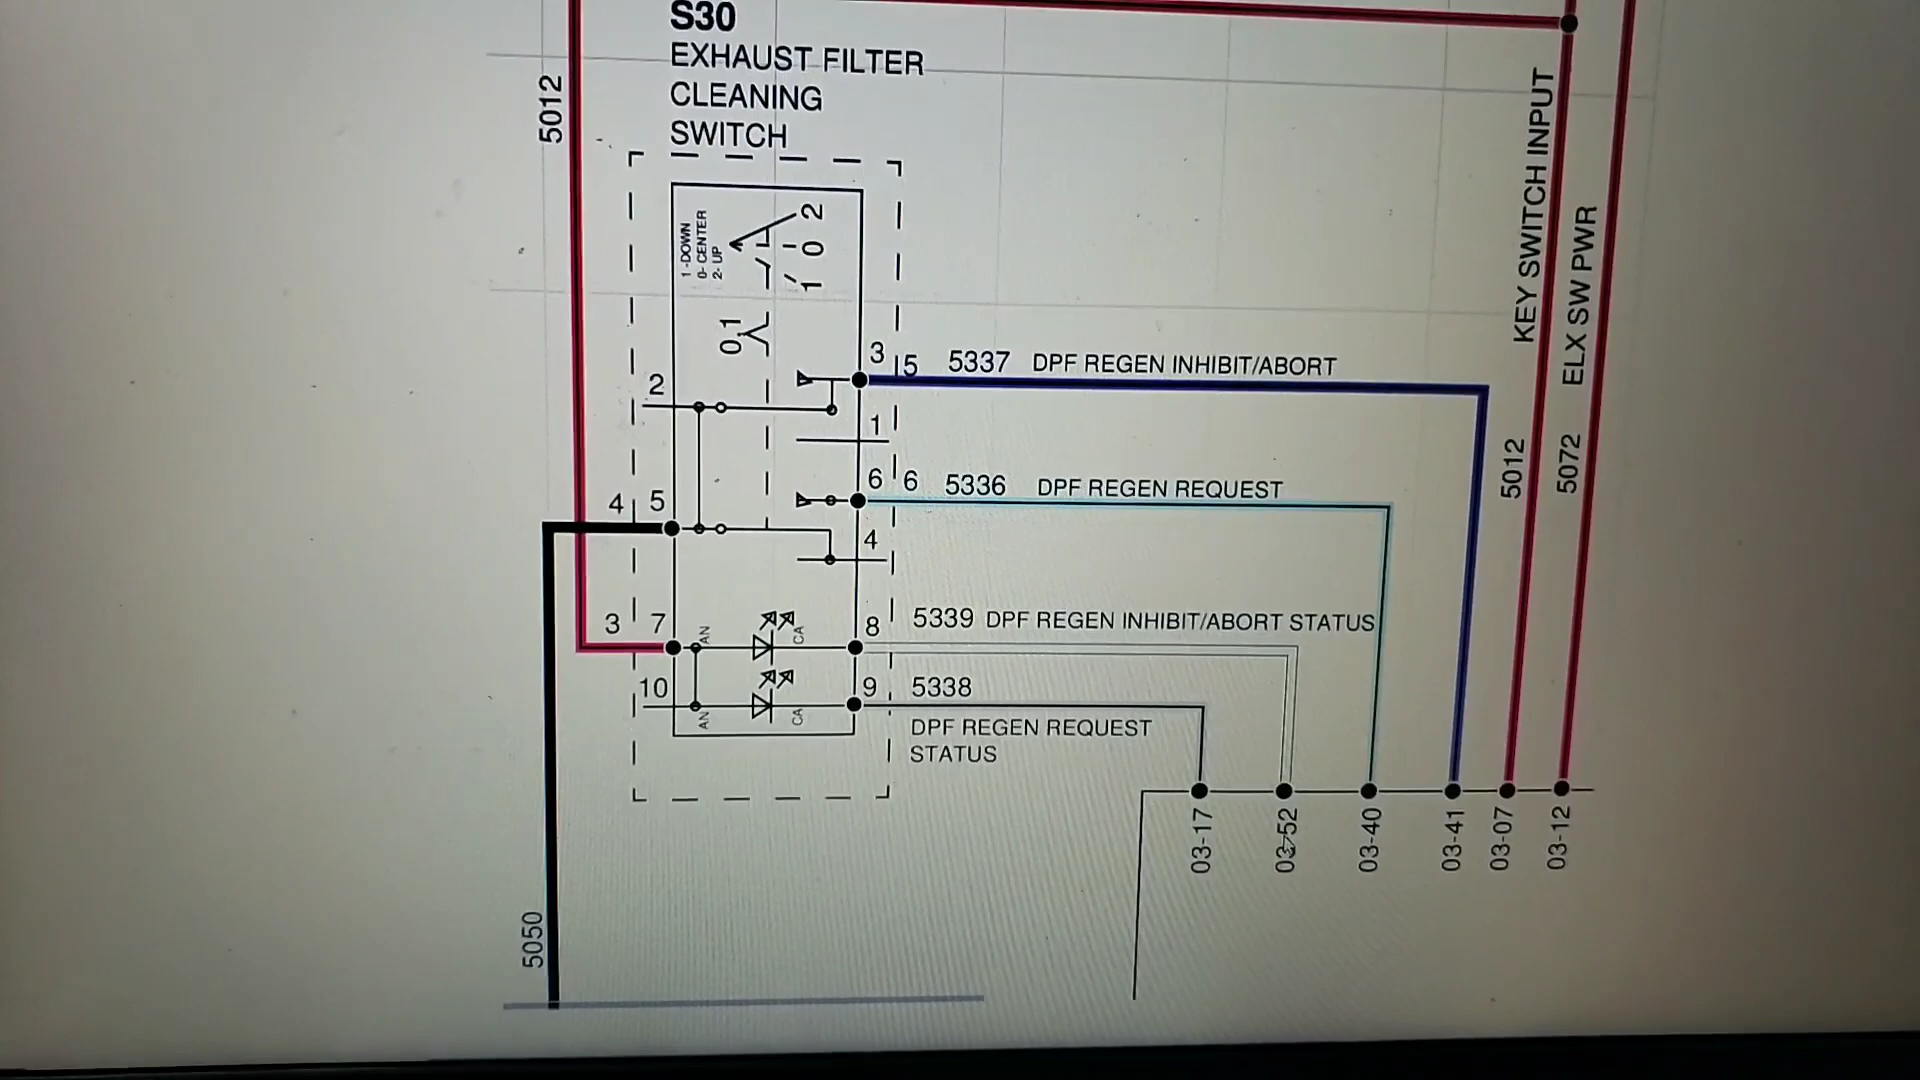 S30
EXHAUST FILTER
CLEANING
SWITCH
5012
1 -DOWN
0- CENTER
2- UP
1 0 2
0,1
KEY SWITCH INPUT
ELX SW PWR
2
3 5 5337 DPF REGEN INHIBIT/ABORT
1
6 6 5336 DPF REGEN REQUEST
4 5
4
5012
5072
3 7
AN
CA
8 5339 DPF REGEN INHIBIT/ABORT STATUS
10
AN
CA
9 5338
DPF REGEN REQUEST
STATUS
5050
03-17
03-52
03-40
03-41
03-07
03-12